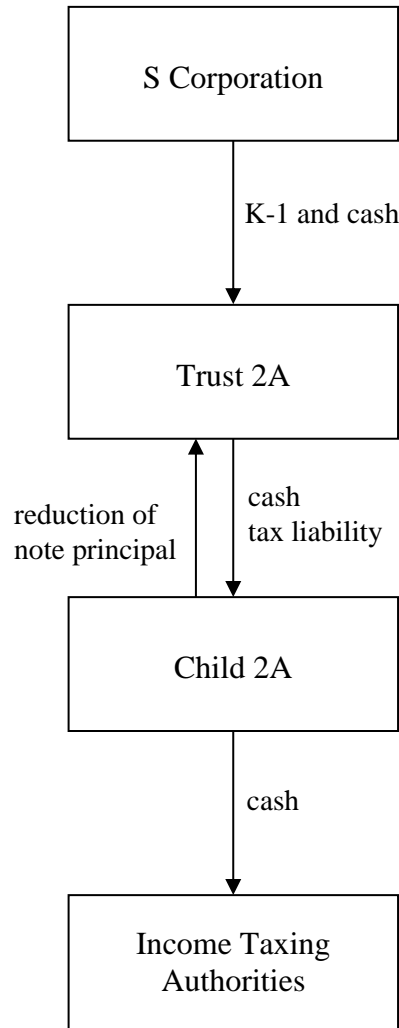 S Corporation
K-1 and cash
Trust 2A
reduction of
note principal
cash
tax liability
Child 2A
cash
Income Taxing
Authorities